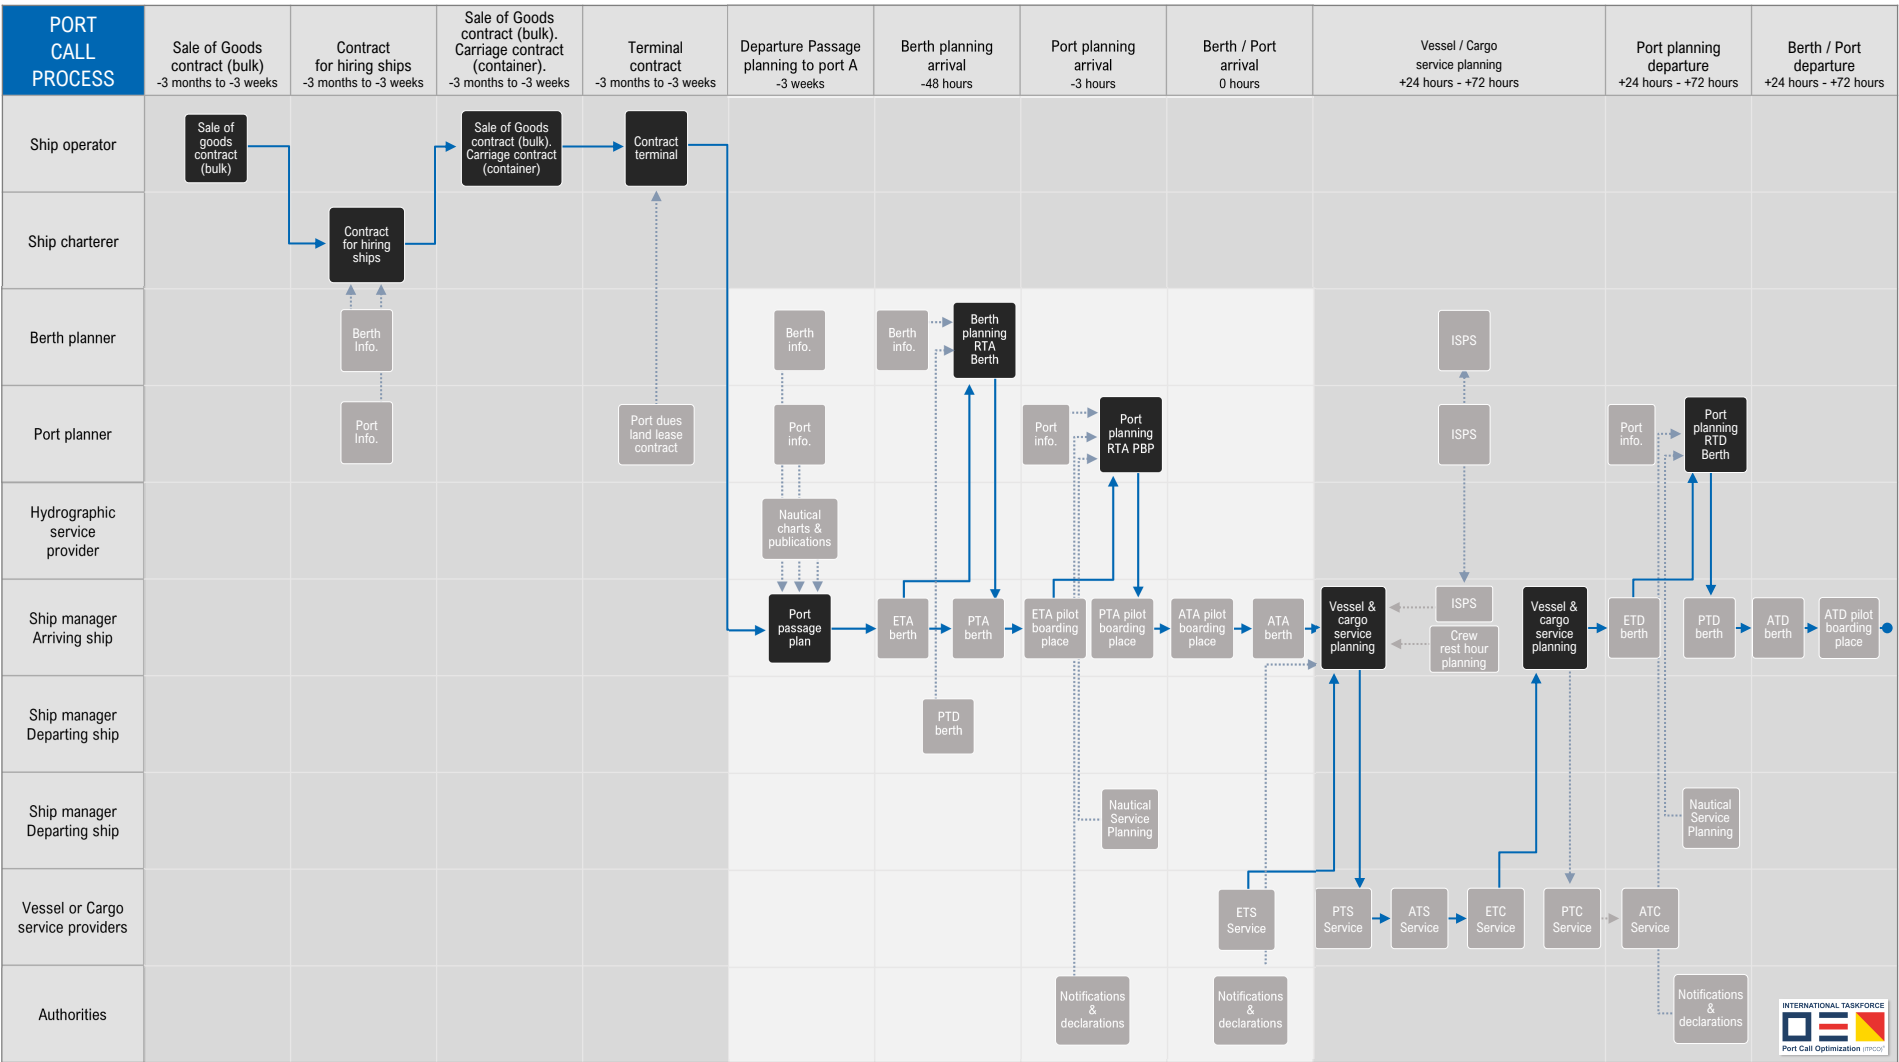 PORT
CALL
PROCESS
Sale of Goods
contract (bulk)
-3 months to -3 weeks
Contract
for hiring ships
-3 months to -3 weeks
Sale of Goods
contract (bulk).
Carriage contract
(container).
-3 months to -3 weeks
Terminal
contract
-3 months to -3 weeks
Departure Passage
planning to port A
-3 weeks
Berth planning
arrival
-48 hours
Port planning
arrival
-3 hours
Berth / Port
arrival
0 hours
Vessel / Cargo
service planning
+24 hours - +72 hours
Port planning
departure
+24 hours - +72 hours
Berth / Port
departure
+24 hours - +72 hours
Ship operator
Sale of
goods
contract
(bulk)
Sale of Goods
contract (bulk).
Carriage contract
(container)
Contract
terminal
Ship charterer
Contract
for hiring
ships
Berth planner
Berth
Info.
Berth
info.
Berth
info.
Berth
planning
RTA
Berth
ISPS
Port planner
Port
Info.
Port dues
land lease
contract
Port
info.
Port
info.
Port
planning
RTA PBP
ISPS
Port
info.
Port
planning
RTD
Berth
Hydrographic
service
provider
Nautical
charts &
publications
Ship manager
Arriving ship
Port
passage
plan
ETA
berth
PTA
berth
ETA pilot
boarding
place
PTA pilot
boarding
place
ATA pilot
boarding
place
ATA
berth
Vessel &
cargo
service
planning
ISPS
Crew
rest hour
planning
Vessel &
cargo
service
planning
ETD
berth
PTD
berth
ATD
berth
ATD pilot
boarding
place
Ship manager
Departing ship
PTD
berth
Ship manager
Departing ship
Nautical
Service
Planning
Nautical
Service
Planning
Vessel or Cargo
service providers
ETS
Service
PTS
Service
ATS
Service
ETC
Service
PTC
Service
ATC
Service
Authorities
Notifications
&
declarations
Notifications
&
declarations
Notifications
&
declarations
INTERNATIONAL TASKFORCE
Port Call Optimization (ITPCO)